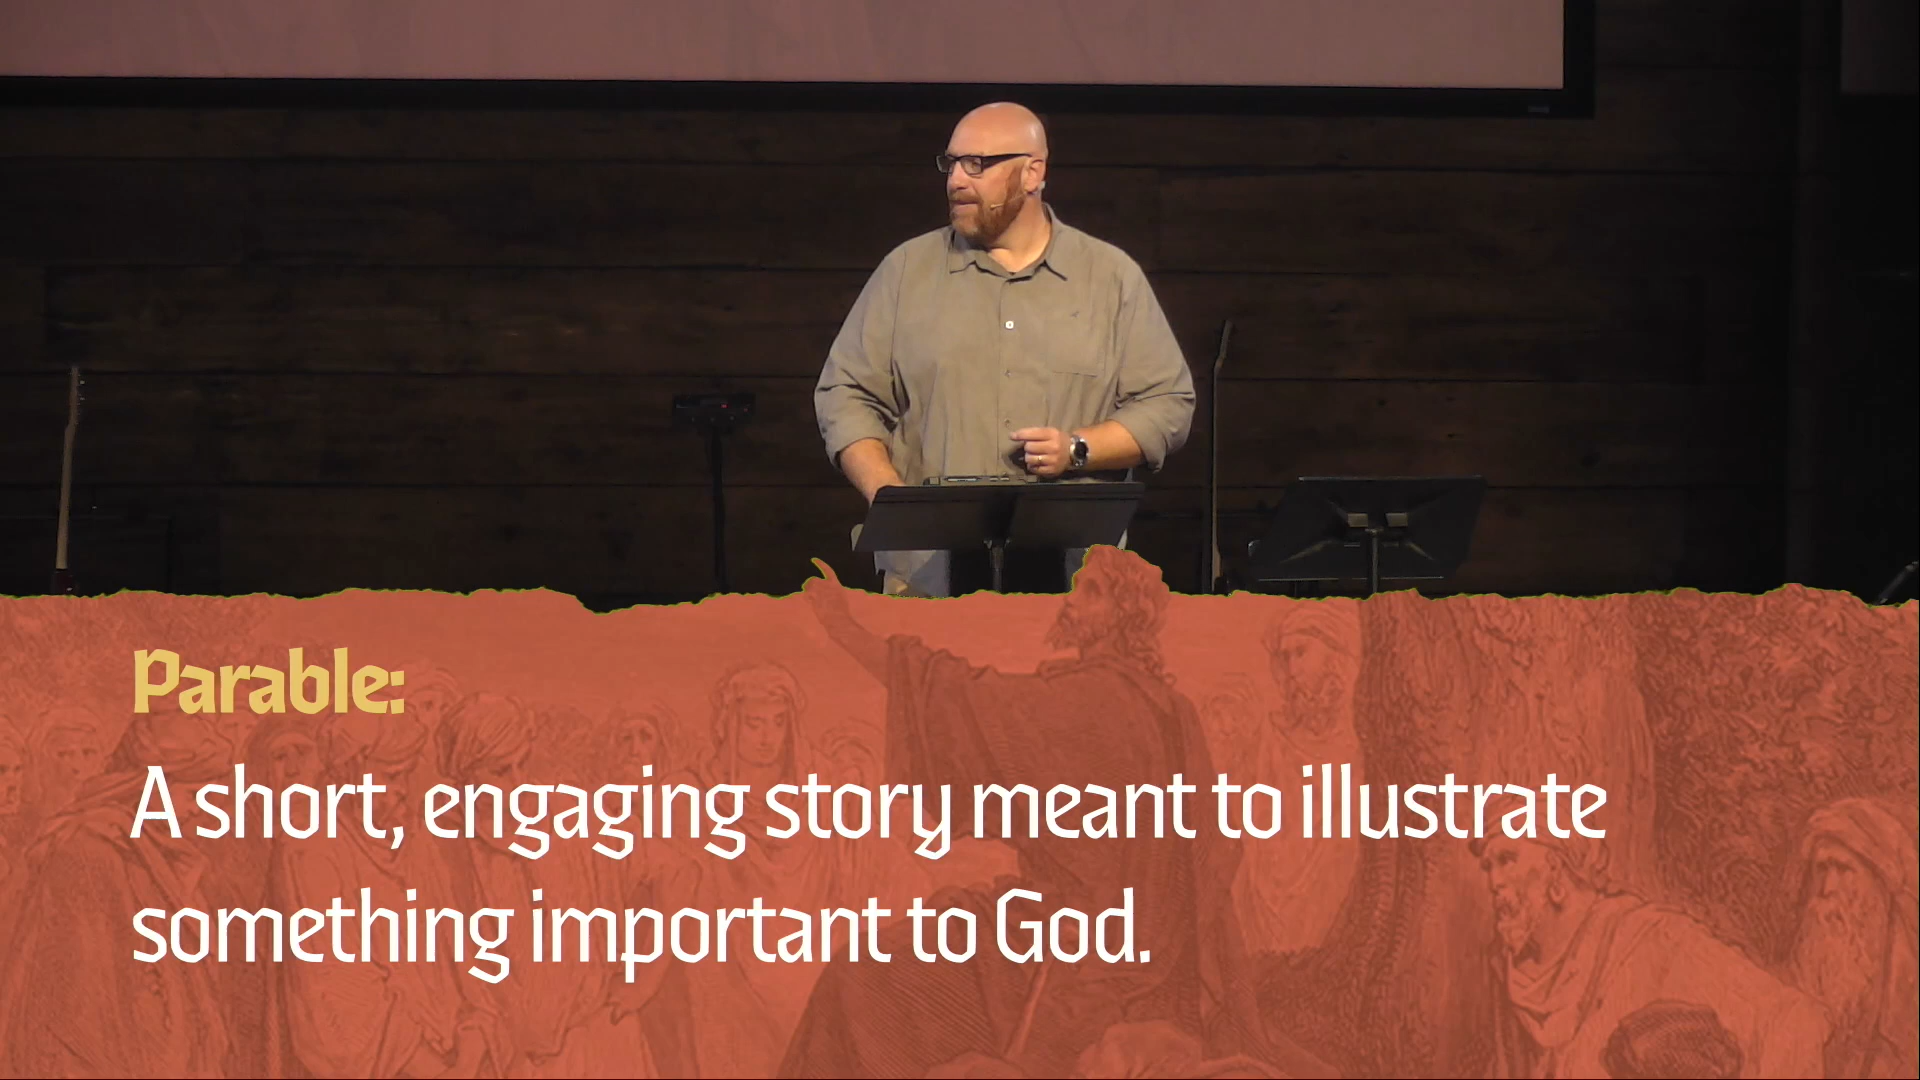 Parable:
A short, engaging story meant to illustrate
something important to God.